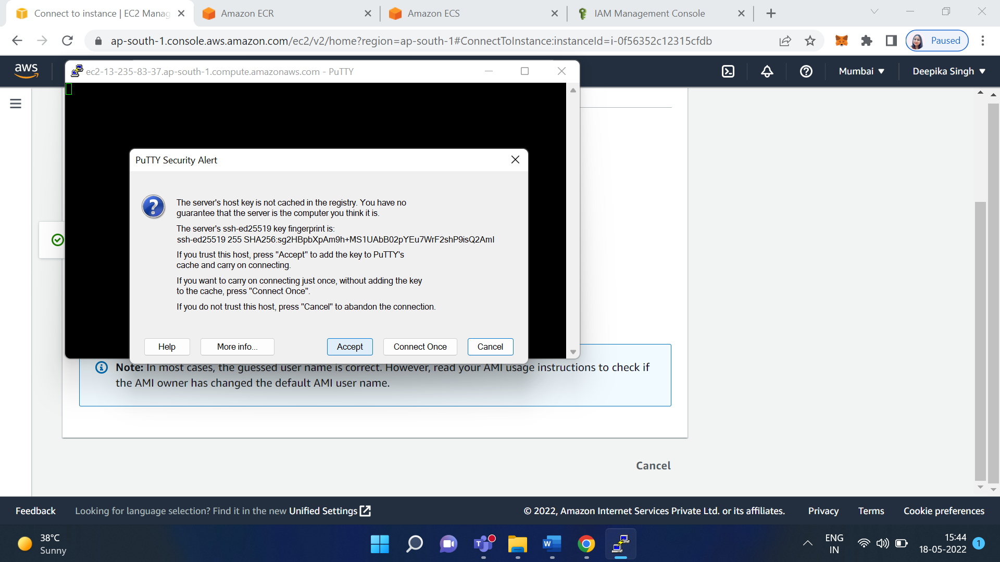 Connect to instance | EC2 Manag
Amazon ECR
Amazon ECS
IAM Management Console
ap-south-1.console.aws.amazon.com/ec2/v2/home?region=ap-south-1#ConnectToInstance:instanceId=i-0f56352c12315cfdb
Paused
aws
ec2-13-235-83-37.ap-south-1.compute.amazonaws.com - PuTTY
Mumbai
Deepika Singh
PuTTY Security Alert
The server's host key is not cached in the registry. You have no
guarantee that the server is the computer you think it is.
The server's ssh-ed25519 key fingerprint is:
ssh-ed25519 255 SHA256:sg2HBpbXpAm9h+MS1UAbB02pYEu7WrF2shP9isQ2AmI
If you trust this host, press "Accept" to add the key to PuTTY's
cache and carry on connecting.
If you want to carry on connecting just once, without adding the key
to the cache, press "Connect Once".
If you do not trust this host, press "Cancel" to abandon the connection.
Help
More info...
Accept
Connect Once
Cancel
Note: In most cases, the guessed user name is correct. However, read your AMI usage instructions to check if
the AMI owner has changed the default AMI user name.
Cancel
Feedback
Looking for language selection? Find it in the new Unified Settings
© 2022, Amazon Internet Services Private Ltd. or its affiliates.
Privacy
Terms
Cookie preferences
38°C
Sunny
ENG
IN
15:44
18-05-2022
1